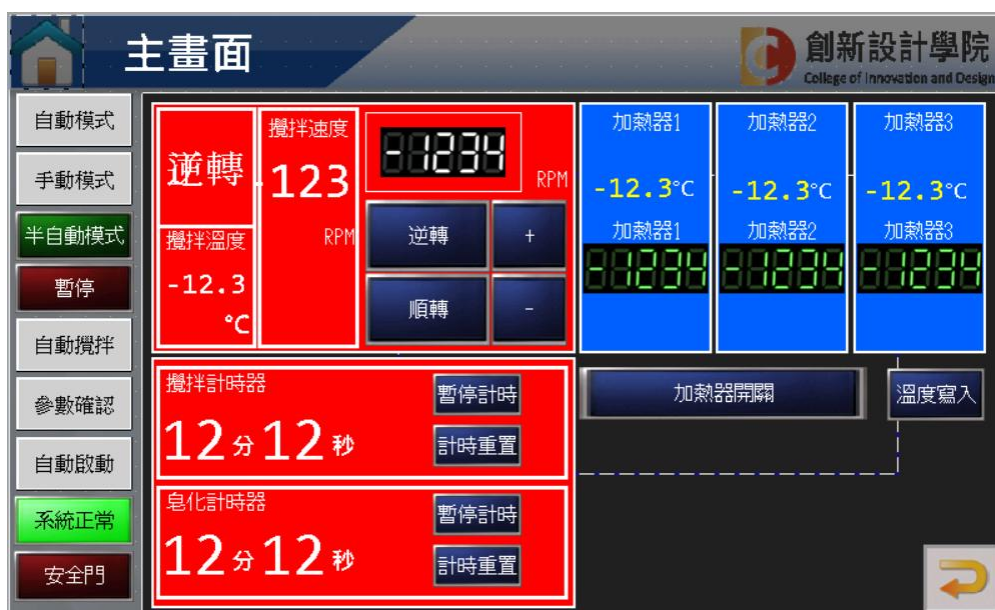 主畫面
創新設計學院
College of Innovation and Design
自動模式
手動模式
半自動模式
暫停
自動攪拌
參數確認
自動啟動
系統正常
安全門
逆轉
攪拌溫度
-12.3
°C
攪拌速度
-123
RPM
-1234
RPM
逆轉
+
順轉
-
加熱器1
加熱器2
加熱器3
-12.3°C
-12.3°C
-12.3°C
加熱器1
加熱器2
加熱器3
-1234
-1234
-1234
攪拌計時器
12分12秒
暫停計時
計時重置
加熱器開關
溫度寫入
皂化計時器
12分12秒
暫停計時
計時重置